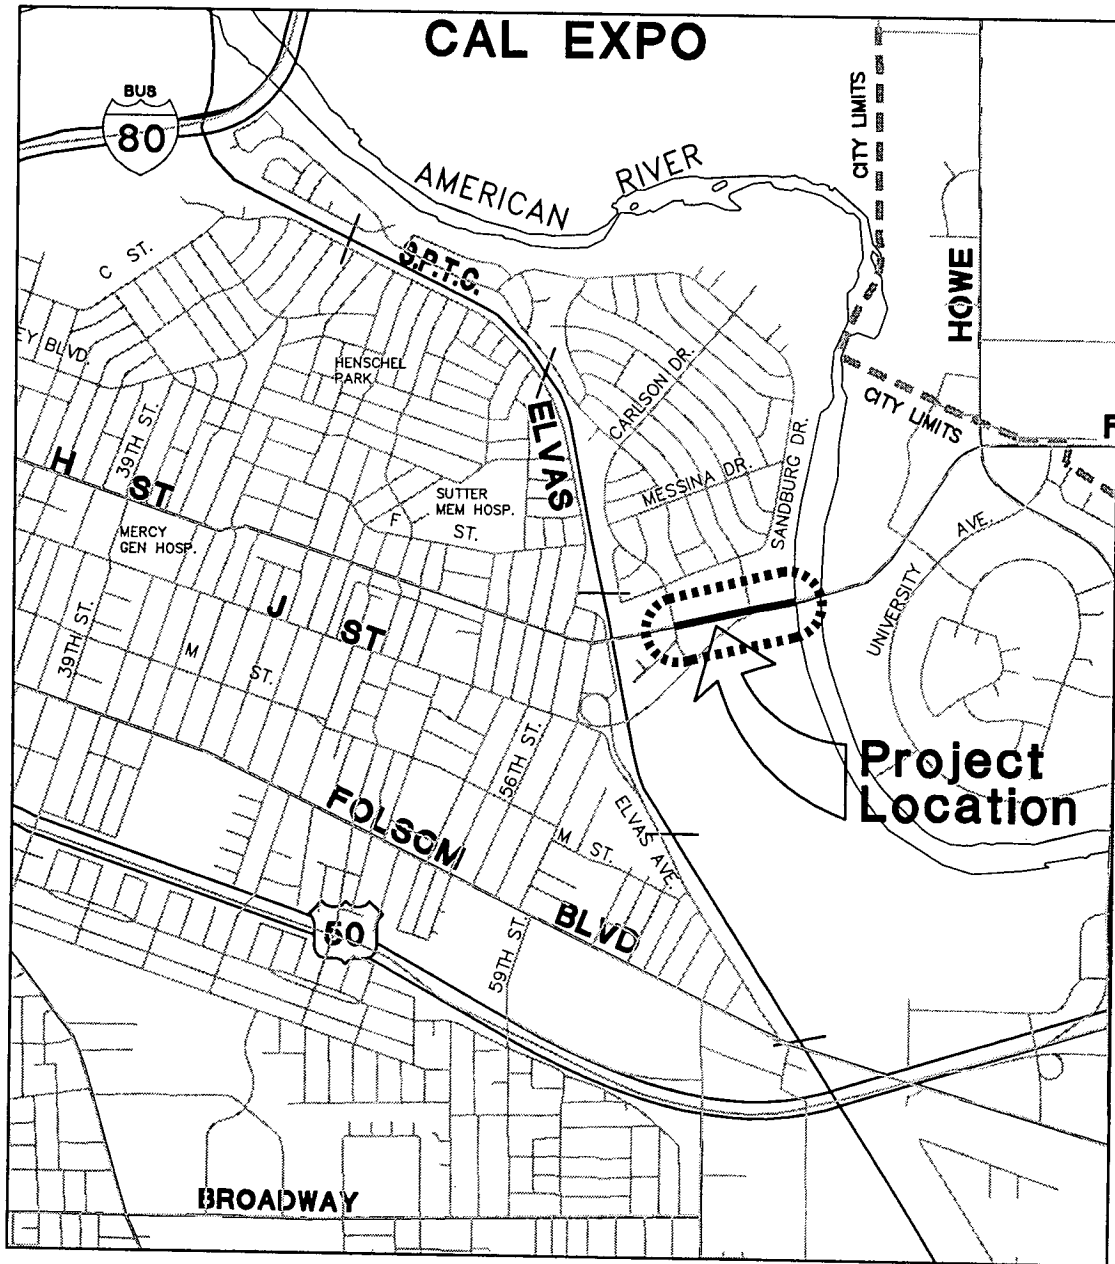 CAL EXPO
BUS
80
AMERICAN RIVER
CITY LIMITS
C ST.
S.P.T.C.
HOWE
EY BLVD.
HENSCHEL
PARK
CARLSON DR.
CITY LIMITS
F
39TH ST.
ELVAS
H ST
SUTTER
MEM HOSP.
MESSINA DR.
SANDBURG DR.
F ST.
MERCY
GEN HOSP.
UNIVERSITY AVE.
J ST
39TH ST.
M ST.
56TH ST.
Project
Location
FOLSOM BLVD
ELVAS AVE.
M ST.
50
59TH ST.
BROADWAY